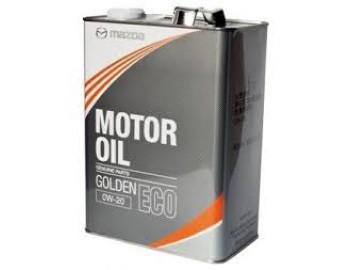 mazda
MOTOR
OIL
GENUINE PARTS
GOLDEN ECO
0W-20